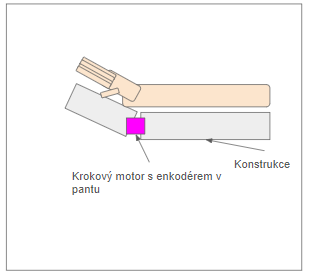 Konstrukce
Krokový motor s enkodérem v
pantu